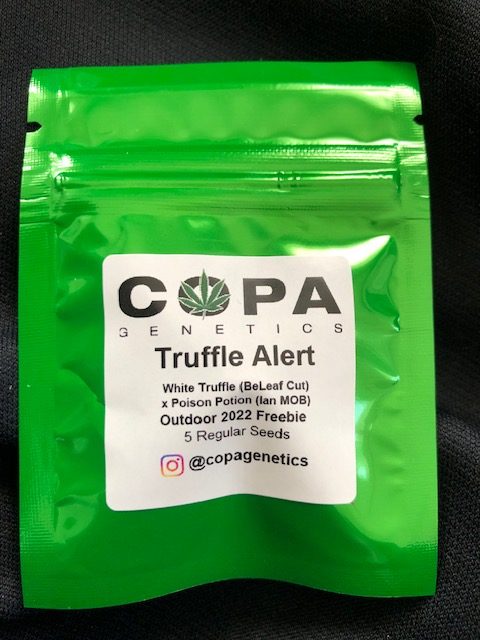 COPA
GENETICS
Truffle Alert
White Truffle (BeLeaf Cut)
x Poison Potion (Ian MOB)
Outdoor 2022 Freebie
5 Regular Seeds
@copagenetics